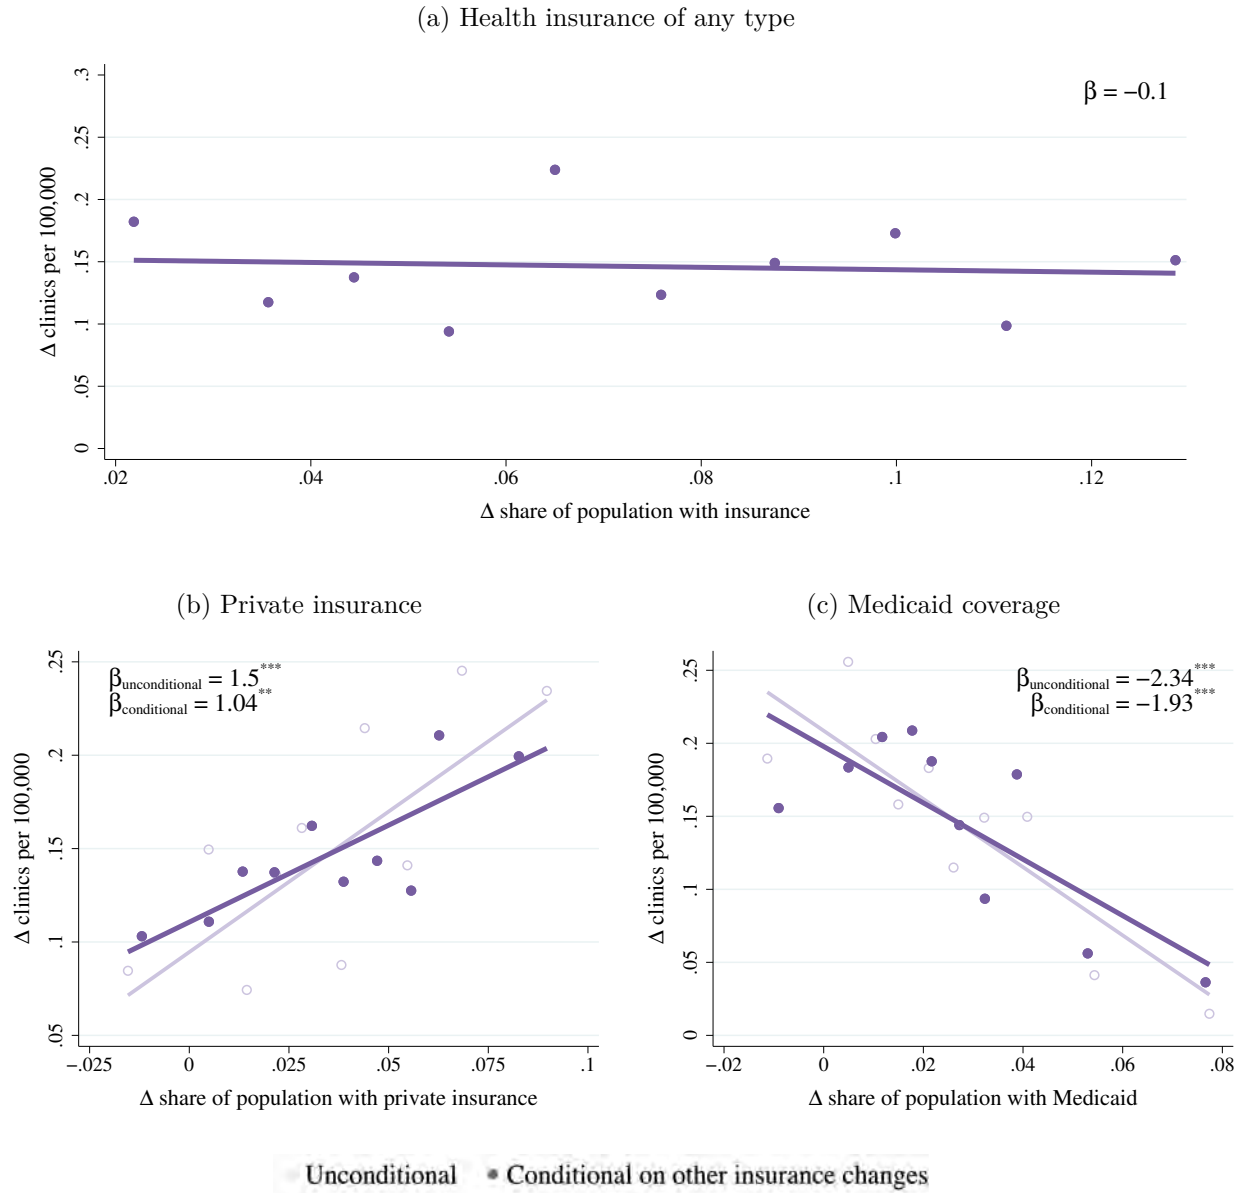 (a) Health insurance of any type
β = −0.1
Δ clinics per 100,000
.3
.25
.2
.15
.1
.05
0
.02 .04 .06 .08 .1 .12
Δ share of population with insurance
(b) Private insurance
βunconditional = 1.5***
βconditional = 1.04**
Δ clinics per 100,000
.25
.2
.15
.1
.05
−.025 0 .025 .05 .075 .1
Δ share of population with private insurance
(c) Medicaid coverage
βunconditional = −2.34***
βconditional = −1.93***
Δ clinics per 100,000
.25
.2
.15
.1
.05
0
−.02 0 .02 .04 .06 .08
Δ share of population with Medicaid
Unconditional Conditional on other insurance changes